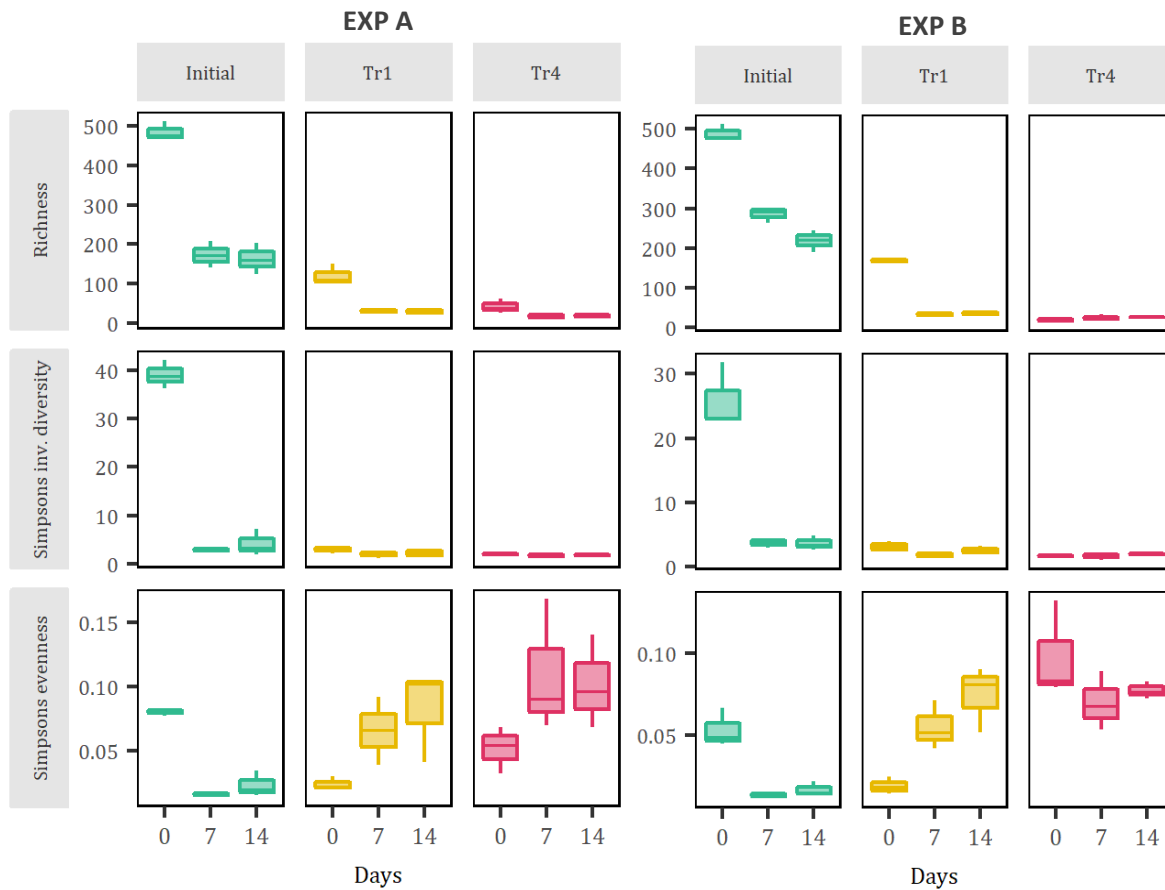 EXP A
EXP B
Initial Tr1 Tr4
Initial Tr1 Tr4
Richness
500
400
300
200
100
0
500
400
300
200
100
0
Simpsons inv. diversity
40
30
20
10
0
30
20
10
0
Simpsons evenness
0.15
0.10
0.05
0.10
0.05
0 7 14 0 7 14 0 7 14
0 7 14 0 7 14 0 7 14
Days
Days